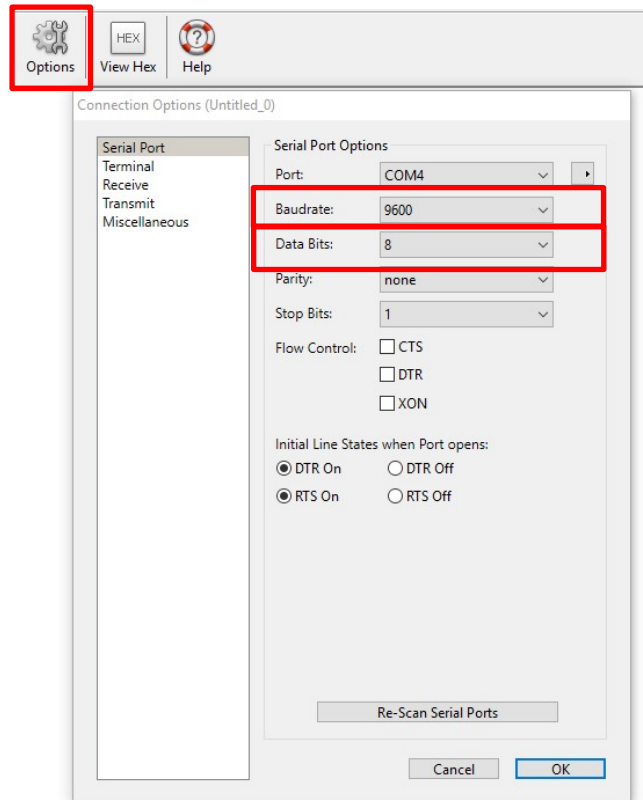 HEX
Options View Hex Help
Connection Options (Untitled_0)
Serial Port
Terminal
Receive
Transmit
Miscellaneous
Serial Port Options
Port: COM4
Baudrate: 9600
Data Bits: 8
Parity: none
Stop Bits: 1
Flow Control: CTS
DTR
XON
Initial Line States when Port opens:
DTR On DTR Off
RTS On RTS Off
Re-Scan Serial Ports
Cancel OK